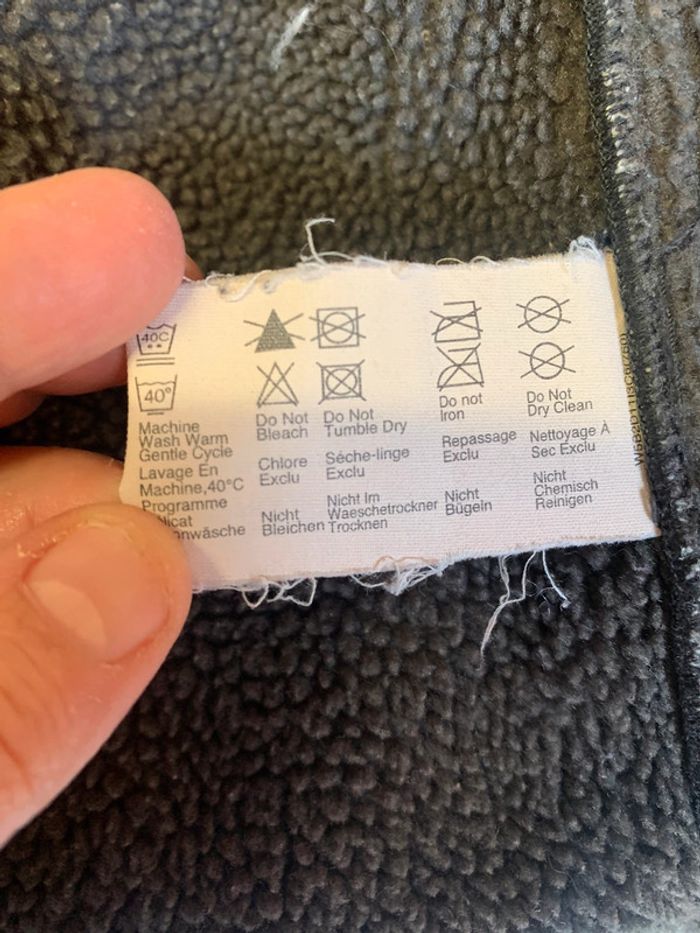 40C
40°
Machine
Wash Warm
Gentle Cycle
Lavage En
Machine,40°C
Programme
Do Not
Bleach
Chlore
Exclu
Nicht
Bleichen
Do Not
Tumble Dry
Séche-linge
Exclu
Nicht Im
Waeschetrockner
Trocknen
Do not
Iron
Repassage
Exclu
Nicht
Bügeln
Do Not
Dry Clean
Nettoyage À
Sec Exclu
Nicht
Chemisch
Reinigen